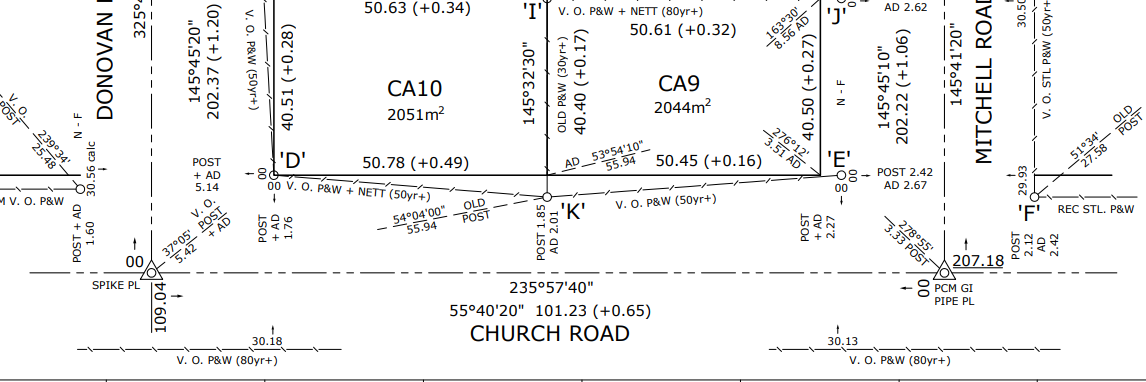 DONOVAN
325°
145°45'20"
202.37 (+1.20)
V. O. P&W (50yr+)
40.51 (+0.28)
50.63 (+0.34)
'I'
V. O. P&W + NETT (80yr+)
50.61 (+0.32)
163°30'
8.56 AD
'J'
AD 2.62
CA10
2051m²
145°32'30"
OLD P&W (30yr+)
40.40 (+0.17)
CA9
2044m²
40.50 (+0.27)
N - F
145°45'10"
202.22 (+1.06)
145°41'20"
MITCHELL ROAD
30.50
V. O. STL P&W (50yr+)
V. O.
POST
239°34'
25.48
N - F
30.56 calc
M V. O. P&W
POST + AD
1.60
POST
+ AD
5.14
00
'D'
00
50.78 (+0.49)
V. O. P&W + NETT (50yr)
AD 53°54'10"
55.94
50.45 (+0.16)
276°12'
3.51 AD
'E'
00
00
POST 2.42
AD 2.67
29.93
51°34'
27.58
OLD
POST
'F'
REC STL. P&W
V. O.
POST
+ AD
37°05'
5.42
POST
+ AD
1.76
54°04'00"
55.94
OLD
POST
'K'
POST 1.85
AD 2.01
V. O. P&W (50yr+)
POST
+ AD
2.27
278°55'
3.33 POST
POST
2.12
AD
2.42
00
SPIKE PL
109.04
235°57'40"
55°40'20" 101.23 (+0.65)
CHURCH ROAD
207.18
00
PCM GI
PIPE PL
30.18
V. O. P&W (80yr+)
30.13
V. O. P&W (80yr+)